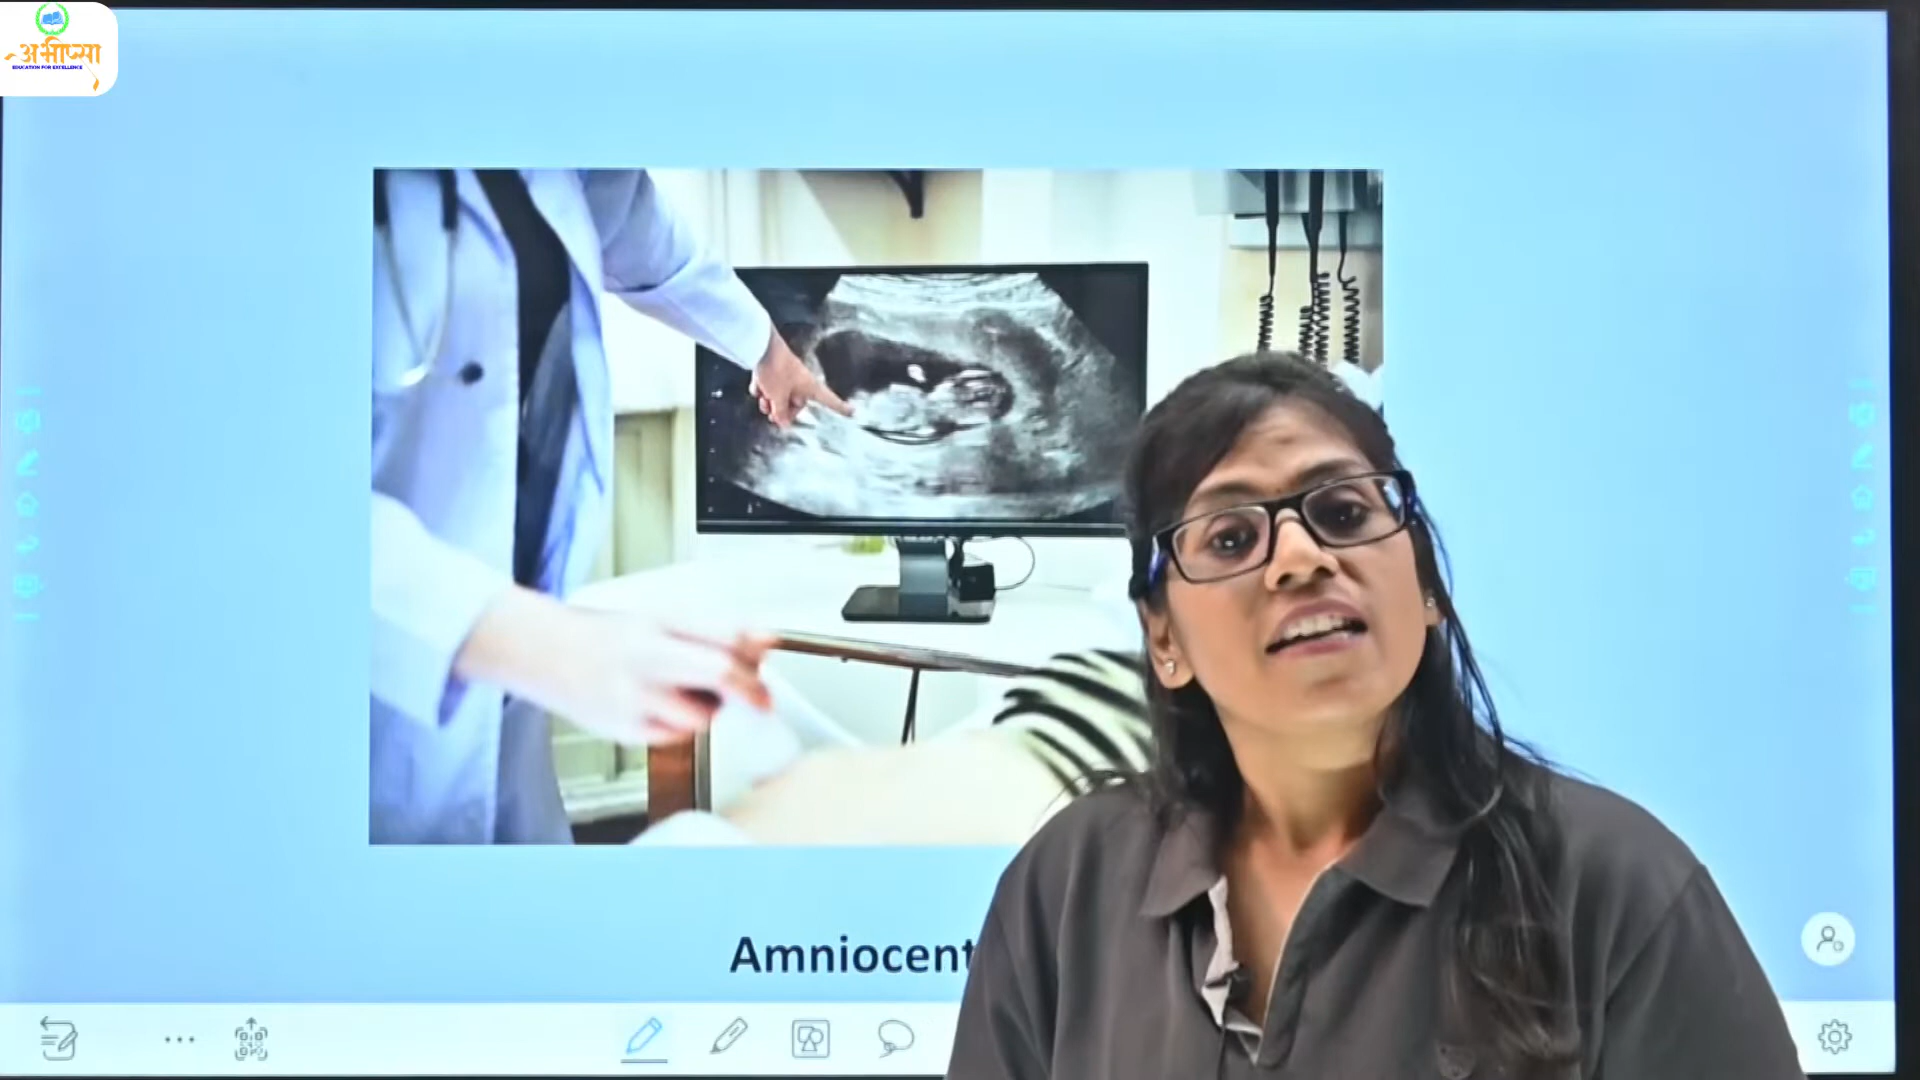 अभीप्सा
EDUCATION FOR EXCELLENCE
Amniocent